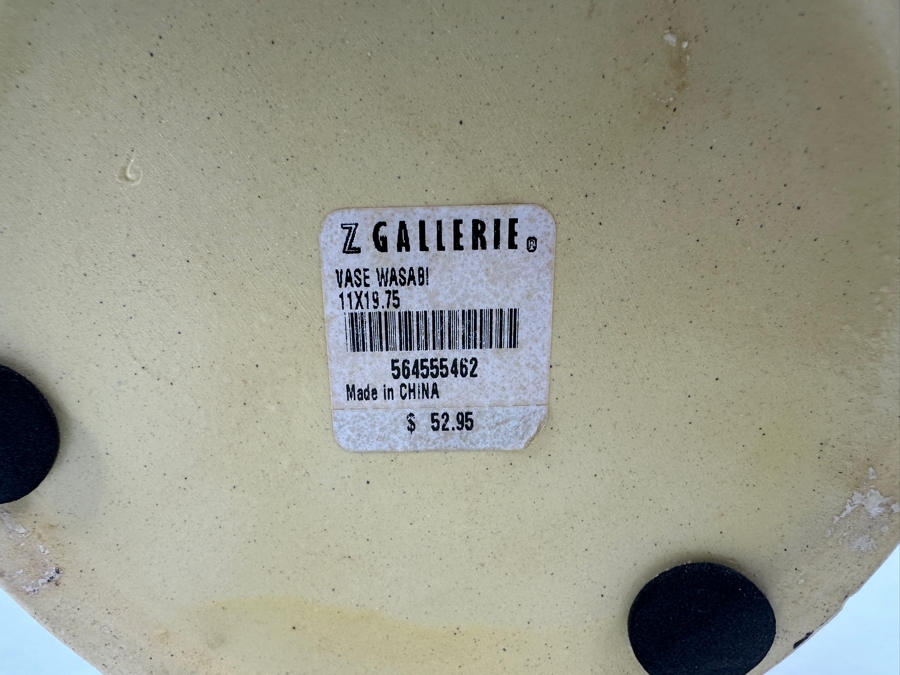 Z GALLERIE®
VASE WASABI
11X19.75
564555462
Made in CHINA
$ 52.95